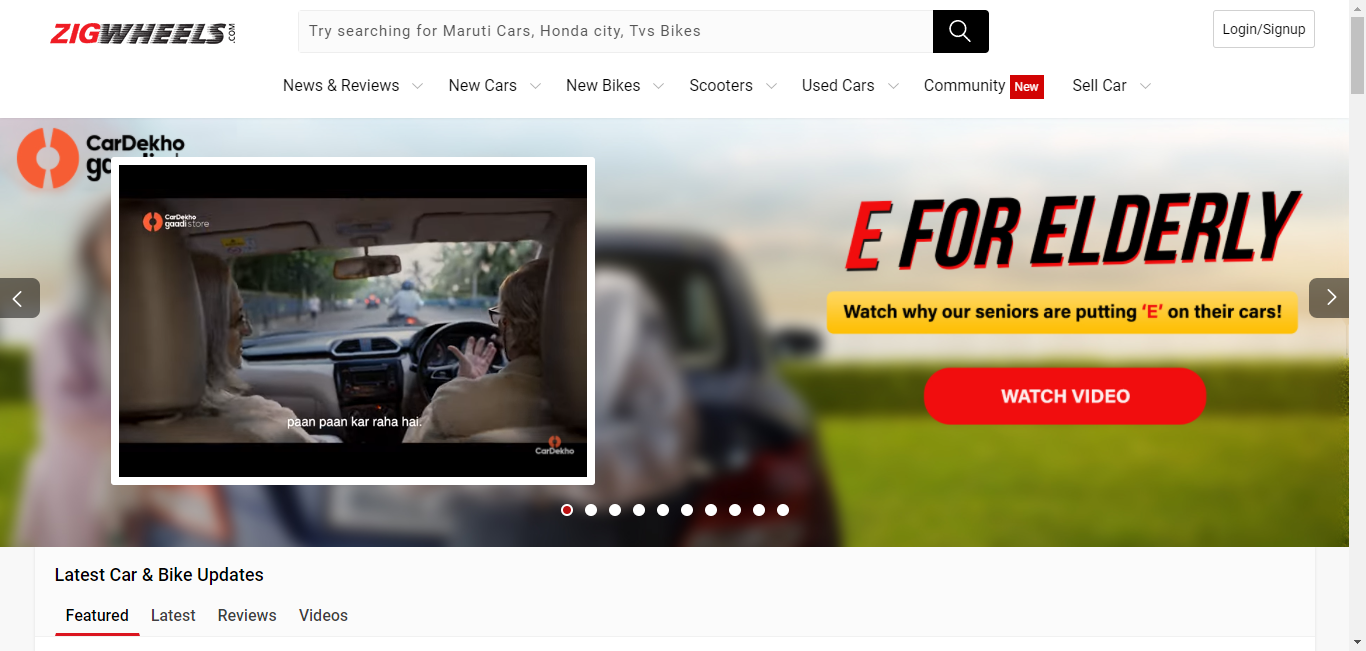 ZIGWHEELS.COM
Try searching for Maruti Cars, Honda city, Tvs Bikes
Login/Signup
News & Reviews New Cars New Bikes Scooters Used Cars Community New Sell Car
CarDekho
CarDekho
gaadi store
E FOR ELDERLY
Watch why our seniors are putting 'E' on their cars!
WATCH VIDEO
paan paan kar raha hai.
CarDekho
Latest Car & Bike Updates
Featured Latest Reviews Videos